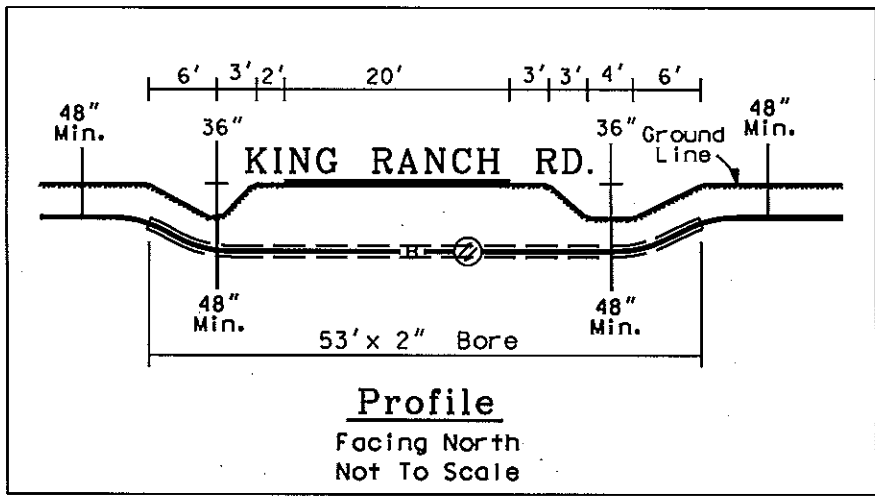 6' 3' 2' 20' 3' 3' 4' 6'
48"
Min.
36"
36"
Ground
Line
48"
Min.
KING RANCH RD.
B
48"
Min.
48"
Min.
53' x 2" Bore
Profile
Facing North
Not To Scale